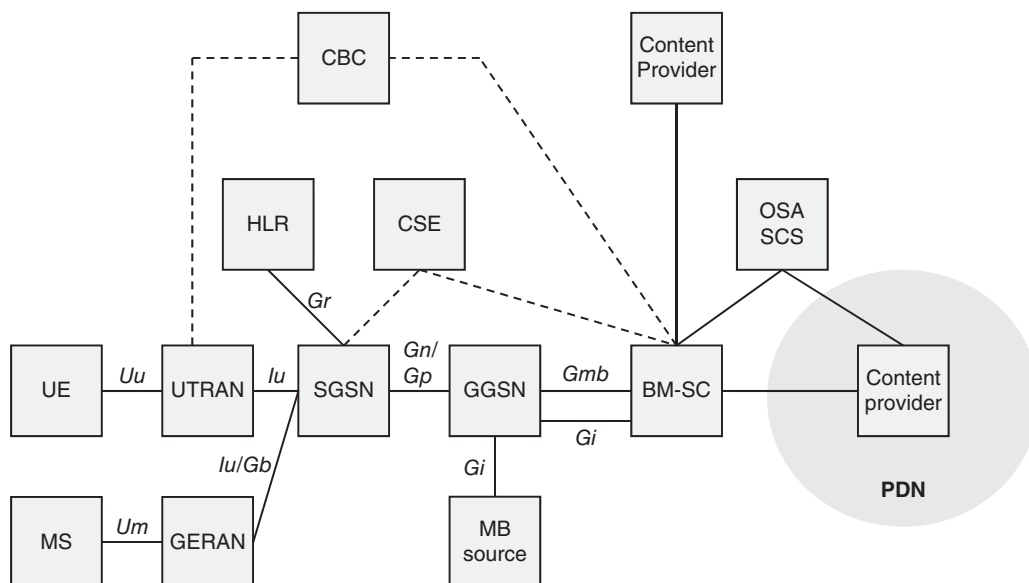 CBC
Content
Provider
HLR
CSE
OSA
SCS
Gr
UE
Uu
UTRAN
Iu
SGSN
Gn/
Gp
GGSN
Gmb
Gi
BM-SC
Content
provider
PDN
Iu/Gb
Gi
MS
Um
GERAN
MB
source